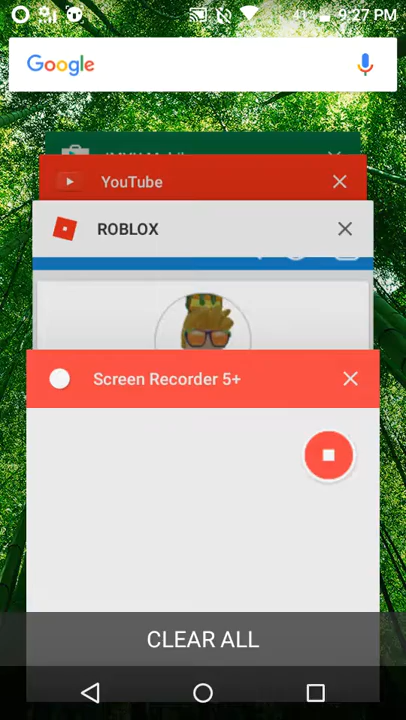 9:27 PM
Google
YouTube
ROBLOX
Screen Recorder 5+
CLEAR ALL